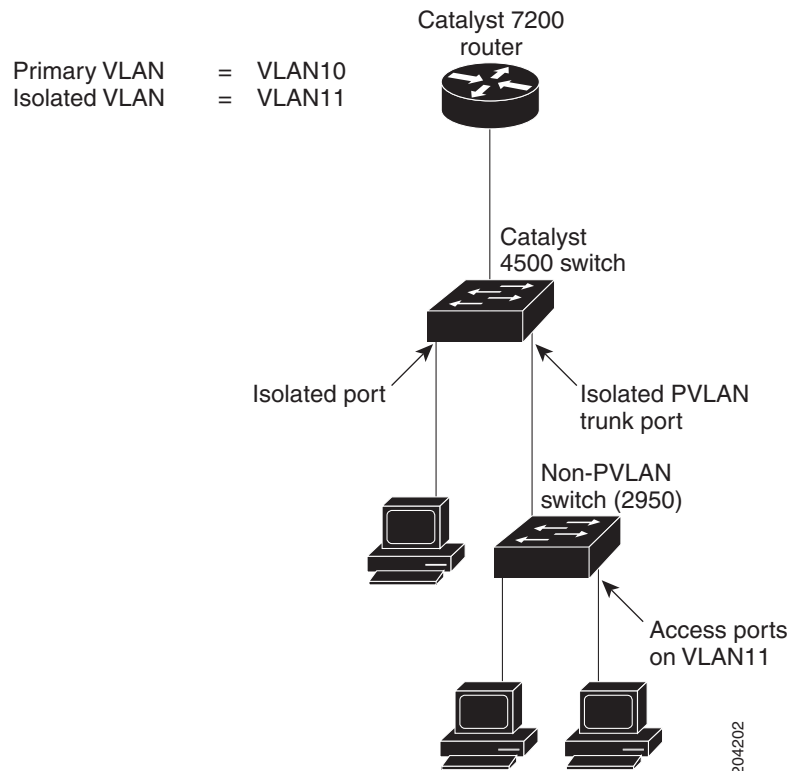 Catalyst 7200
router
Primary VLAN = VLAN10
Isolated VLAN = VLAN11
Catalyst
4500 switch
Isolated port
Isolated PVLAN
trunk port
Non-PVLAN
switch (2950)
Access ports
on VLAN11
204202